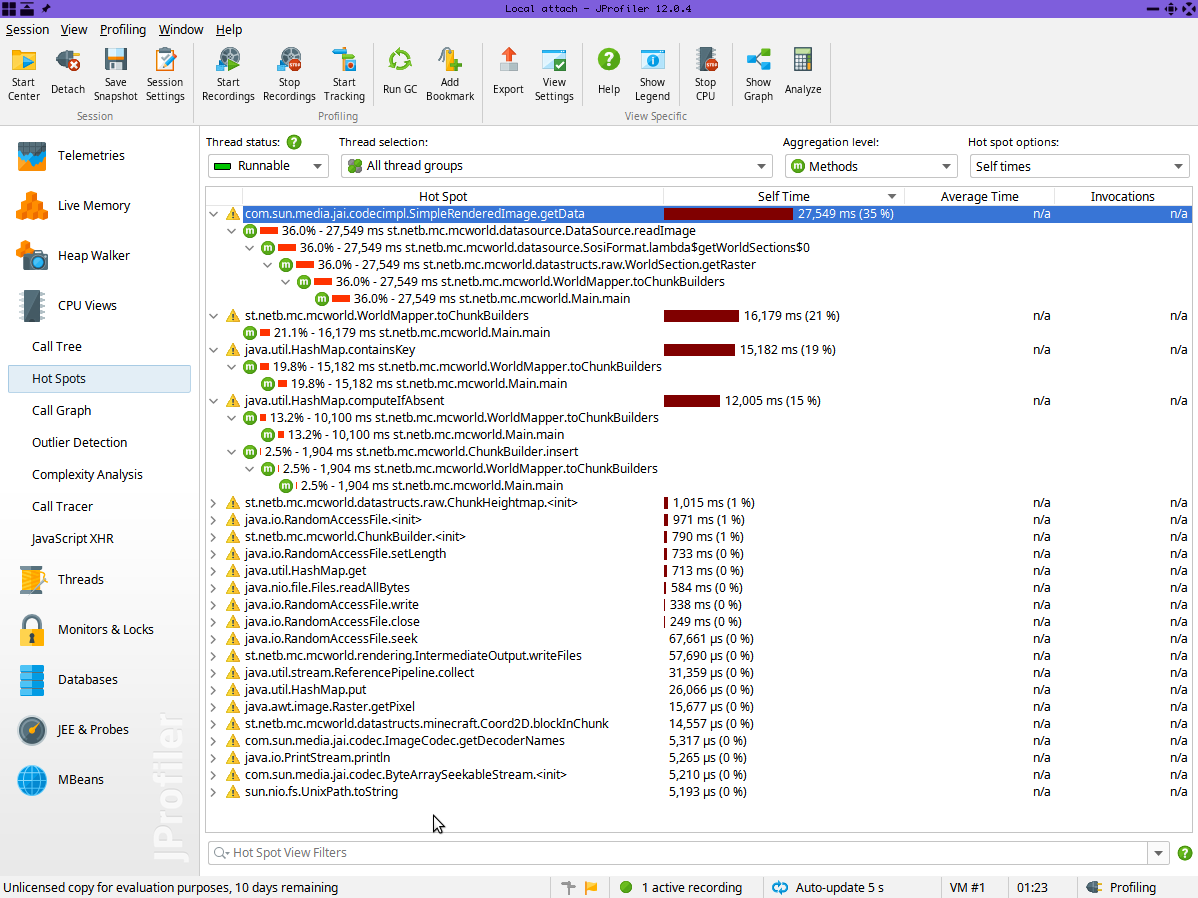 Local attach - JProfiler 12.0.4
Session View Profiling Window Help
Start Center
Detach
Save Snapshot
Session Settings
Start Recordings
Stop Recordings
Start Tracking
Run GC
Add Bookmark
Export
View Settings
Help
Show Legend
Stop CPU
Show Graph
Analyze
Session
Profiling
View Specific
Telemetries
Live Memory
Heap Walker
CPU Views
Call Tree
Hot Spots
Call Graph
Outlier Detection
Complexity Analysis
Call Tracer
JavaScript XHR
Threads
Monitors & Locks
Databases
JEE & Probes
MBeans
JProfiler
Thread status: ?
Thread selection:
Aggregation level:
Hot spot options:
Runnable
All thread groups
m Methods
Self times
Hot Spot Self Time Average Time Invocations
com.sun.media.jai.codecimpl.SimpleRenderedImage.getData 27,549 ms (35 %) n/a n/a
m 36.0% - 27,549 ms st.netb.mc.mcworld.datasource.DataSource.readImage
m 36.0% - 27,549 ms st.netb.mc.mcworld.datasource.SosiFormat.lambda$getWorldSections$0
m 36.0% - 27,549 ms st.netb.mc.mcworld.datastructs.raw.WorldSection.getRaster
m 36.0% - 27,549 ms st.netb.mc.mcworld.WorldMapper.toChunkBuilders
m 36.0% - 27,549 ms st.netb.mc.mcworld.Main.main
st.netb.mc.mcworld.WorldMapper.toChunkBuilders 16,179 ms (21 %) n/a n/a
m 21.1% - 16,179 ms st.netb.mc.mcworld.Main.main
java.util.HashMap.containsKey 15,182 ms (19 %) n/a n/a
m 19.8% - 15,182 ms st.netb.mc.mcworld.WorldMapper.toChunkBuilders
m 19.8% - 15,182 ms st.netb.mc.mcworld.Main.main
java.util.HashMap.computeIfAbsent 12,005 ms (15 %) n/a n/a
m 13.2% - 10,100 ms st.netb.mc.mcworld.WorldMapper.toChunkBuilders
m 13.2% - 10,100 ms st.netb.mc.mcworld.Main.main
m 2.5% - 1,904 ms st.netb.mc.mcworld.ChunkBuilder.insert
m 2.5% - 1,904 ms st.netb.mc.mcworld.WorldMapper.toChunkBuilders
m 2.5% - 1,904 ms st.netb.mc.mcworld.Main.main
st.netb.mc.mcworld.datastructs.raw.ChunkHeightmap.<init> 1,015 ms (1 %) n/a n/a
java.io.RandomAccessFile.<init> 971 ms (1 %) n/a n/a
st.netb.mc.mcworld.ChunkBuilder.<init> 790 ms (1 %) n/a n/a
java.io.RandomAccessFile.setLength 733 ms (0 %) n/a n/a
java.util.HashMap.get 713 ms (0 %) n/a n/a
java.nio.file.Files.readAllBytes 584 ms (0 %) n/a n/a
java.io.RandomAccessFile.write 338 ms (0 %) n/a n/a
java.io.RandomAccessFile.close 249 ms (0 %) n/a n/a
java.io.RandomAccessFile.seek 67,661 µs (0 %) n/a n/a
st.netb.mc.mcworld.rendering.IntermediateOutput.writeFiles 57,690 µs (0 %) n/a n/a
java.util.stream.ReferencePipeline.collect 31,359 µs (0 %) n/a n/a
java.util.HashMap.put 26,066 µs (0 %) n/a n/a
java.awt.image.Raster.getPixel 15,677 µs (0 %) n/a n/a
st.netb.mc.mcworld.datastructs.minecraft.Coord2D.blockInChunk 14,557 µs (0 %) n/a n/a
com.sun.media.jai.codec.ImageCodec.getDecoderNames 5,317 µs (0 %) n/a n/a
java.io.PrintStream.println 5,265 µs (0 %) n/a n/a
com.sun.media.jai.codec.ByteArraySeekableStream.<init> 5,210 µs (0 %) n/a n/a
sun.nio.fs.UnixPath.toString 5,193 µs (0 %) n/a n/a
Hot Spot View Filters ?
Unlicensed copy for evaluation purposes, 10 days remaining
1 active recording
Auto-update 5 s
VM #1
01:23
Profiling